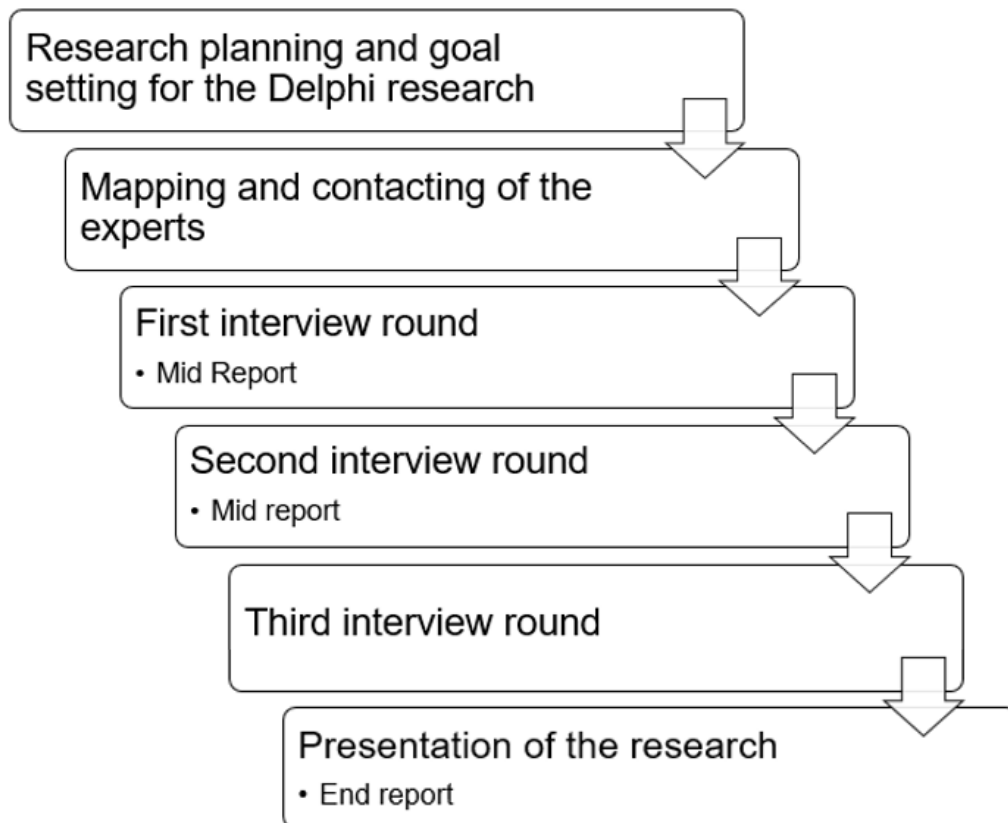 Research planning and goal
setting for the Delphi research
Mapping and contacting of the
experts
First interview round
• Mid Report
Second interview round
• Mid report
Third interview round
Presentation of the research
• End report